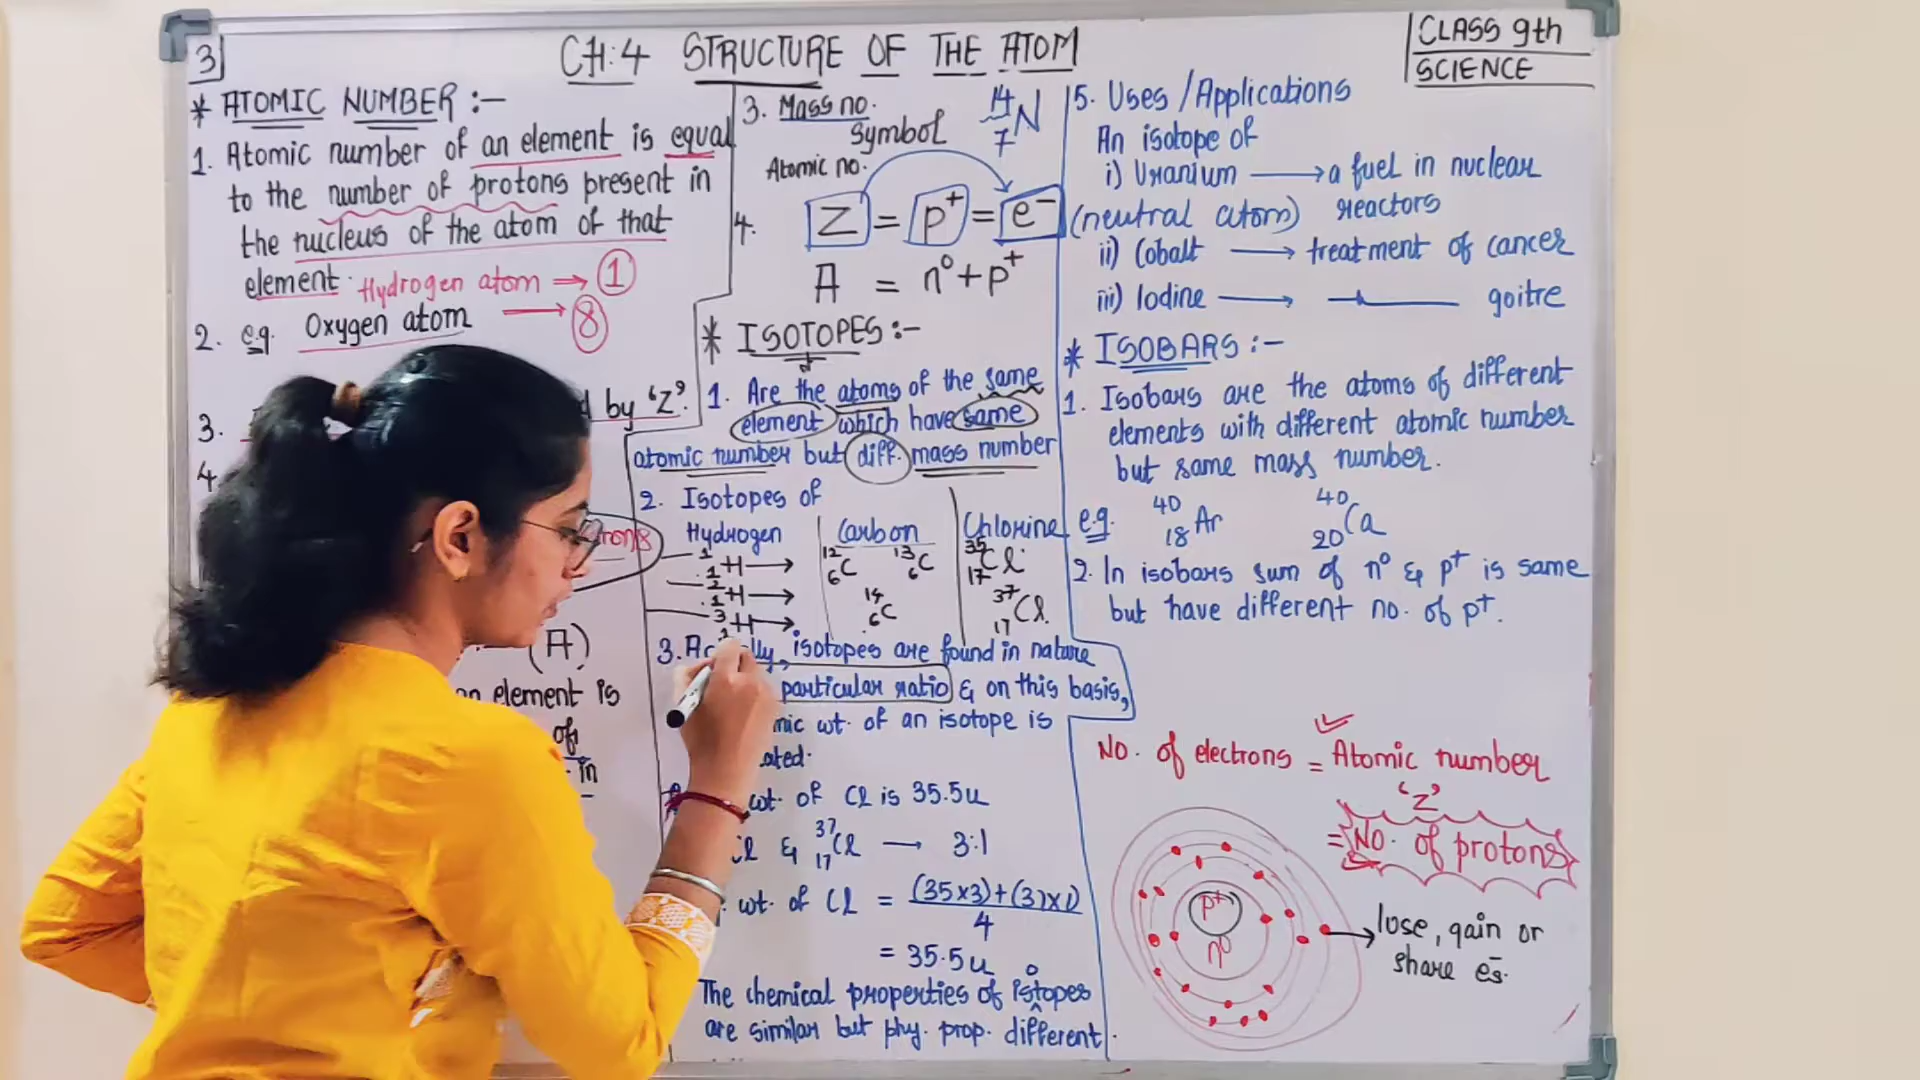 3
CH:4 STRUCTURE OF THE ATOM
CLASS 9th
SCIENCE
* ATOMIC NUMBER :-
1. Atomic number of an element is equal
to the number of protons present in
the nucleus of the atom of that
element. Hydrogen atom → 1
2. e.g. Oxygen atom → 8
3. by 'Z'.
4.
(A)
element is
of
in
3. Mass no.
Symbol
Atomic no.
14
7 N
4. Z = p+ = e- (neutral atom)
A = n° + p+
* ISOTOPES :-
1. Are the atoms of the same
element which have same
atomic number but diff. mass number
2. Isotopes of
Hydrogen Carbon Chlorine
1 1 H → 12 6 C 13 6 C 35 17 Cl
2 1 H → 14 6 C 37 17 Cl
3 1 H →
3. isotopes are found in nature
particular ratio & on this basis,
wt. of an isotope is
wt. of Cl is 35.5u
& 37 17 Cl → 3:1
wt. of Cl = (35×3)+(37×1)
4
= 35.5u
The chemical properties of istopes
o
^
are similar but phy. prop. different.
5. Uses / Applications
An isotope of
i) Uranium → a fuel in nuclear
reactors
ii) Cobalt → treatment of cancer
iii) Iodine → goitre
* ISOBARS :-
1. Isobars are the atoms of different
elements with different atomic number
but same mass number.
e.g. 40 18 Ar 40 20 Ca
2. In isobars sum of n° & p+ is same
but have different no. of p+.
No. of electrons = Atomic number
'Z'
= No. of protons
p+
n°
→ lose, gain or
share e-s.